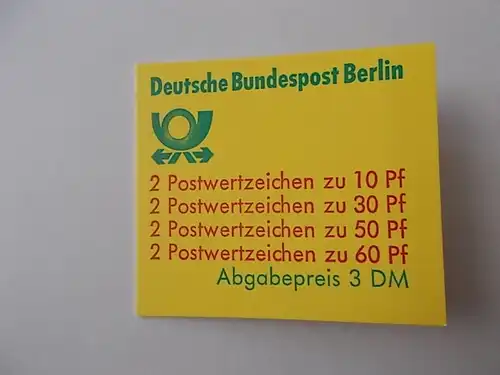 Deutsche Bundespost Berlin
2 Postwertzeichen zu 10 Pf
2 Postwertzeichen zu 30 Pf
2 Postwertzeichen zu 50 Pf
2 Postwertzeichen zu 60 Pf
Abgabepreis 3 DM